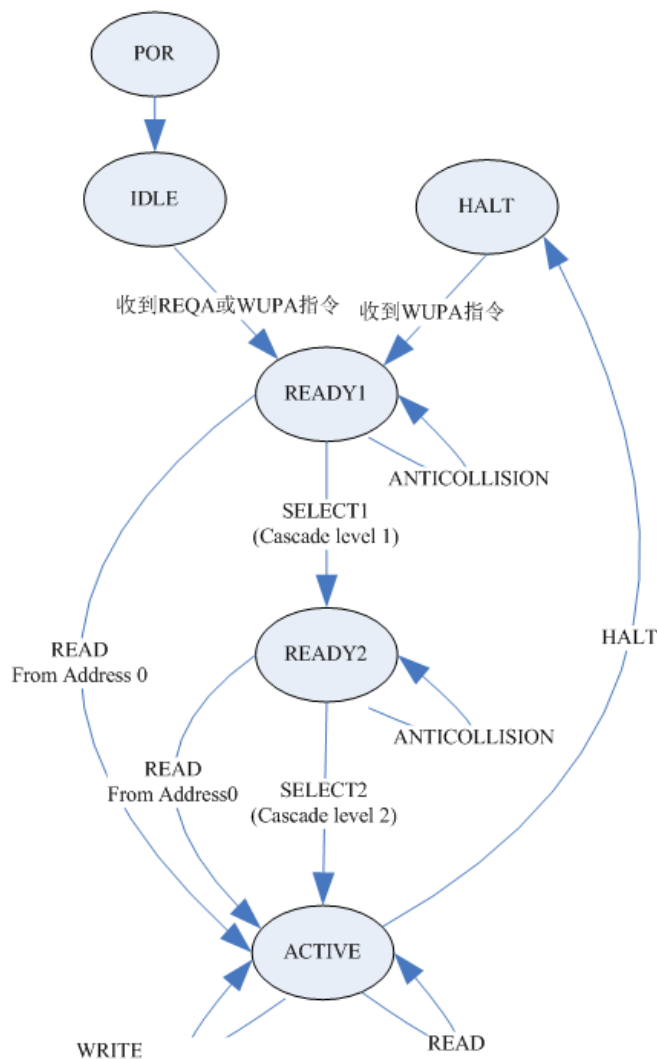 POR
IDLE
HALT
收到REQA或WUPA指令
收到WUPA指令
READY1
ANTICOLLISION
SELECT1
(Cascade level 1)
READ
From Address 0
HALT
READY2
ANTICOLLISION
READ
From Address0
SELECT2
(Cascade level 2)
ACTIVE
WRITE
READ